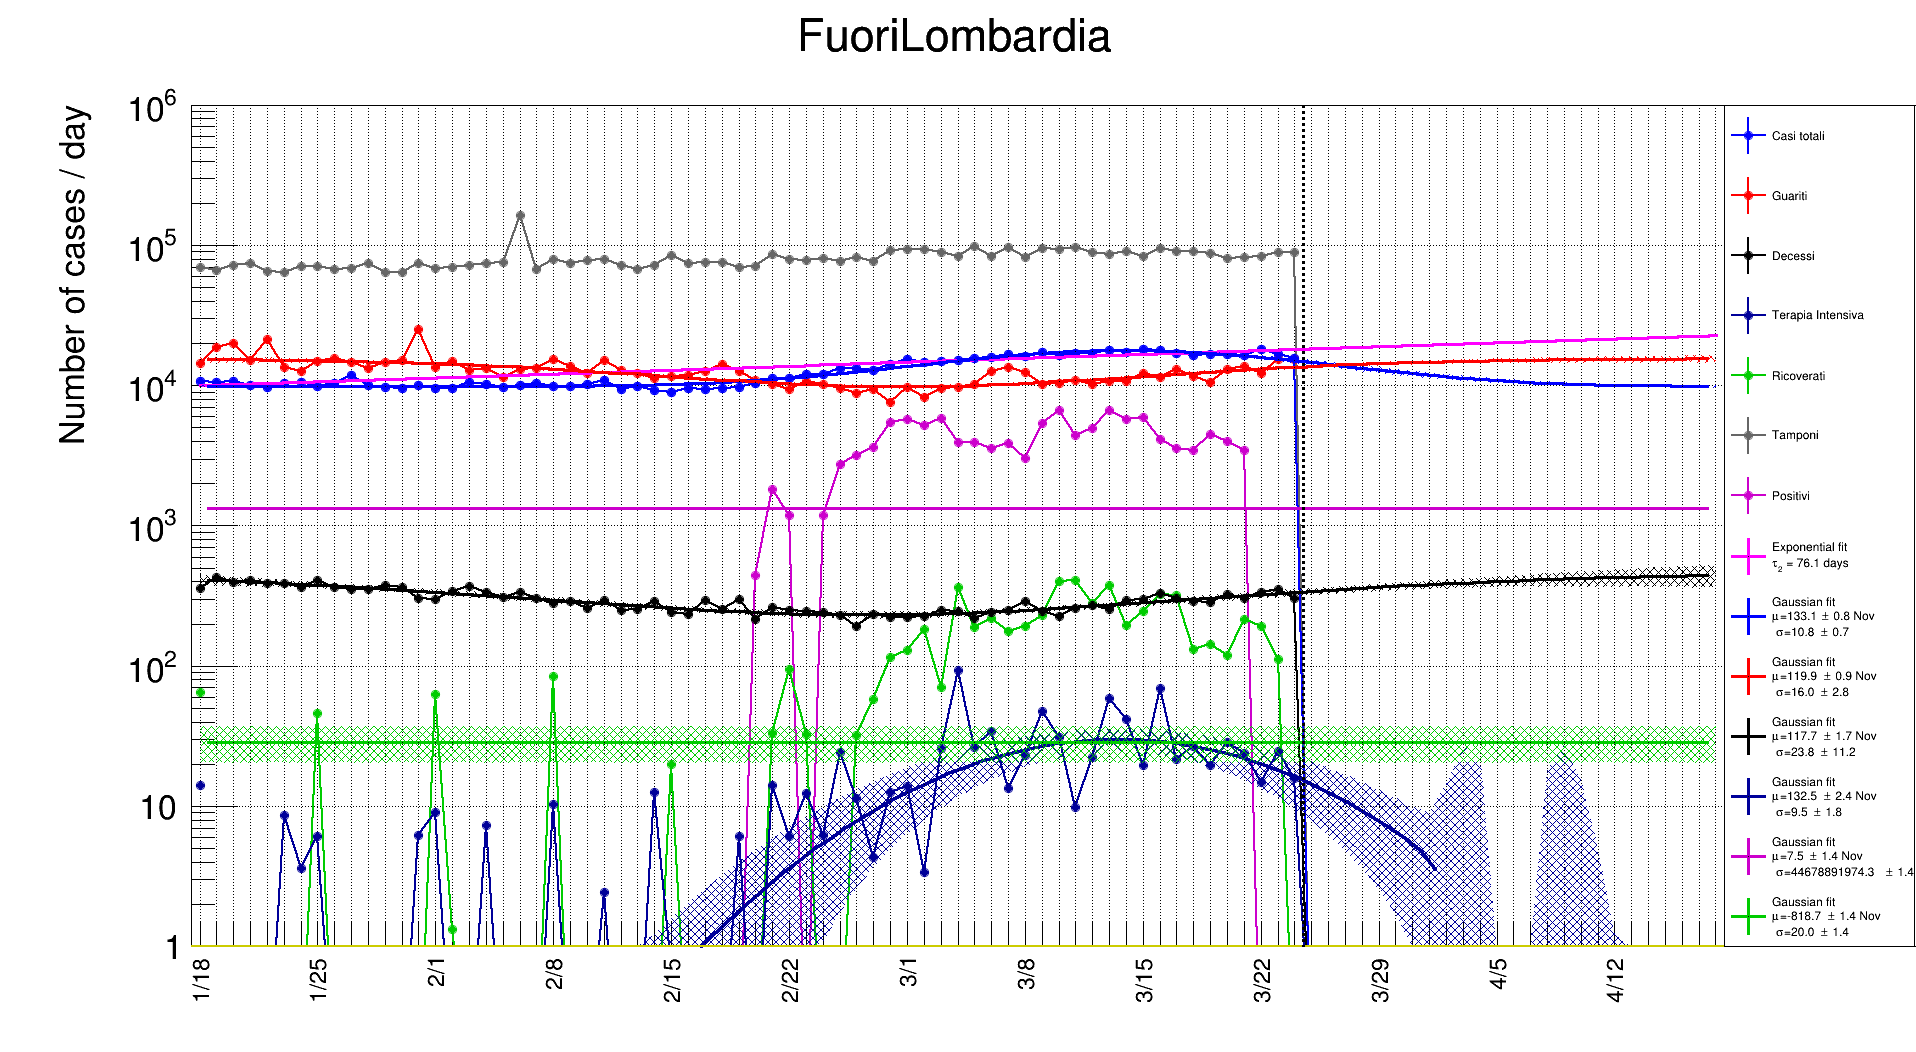 FuoriLombardia
Number of cases / day
10^6
10^5
10^4
10^3
10^2
10
1
1/18
1/25
2/1
2/8
2/15
2/22
3/1
3/8
3/15
3/22
3/29
4/5
4/12
Casi totali
Guariti
Decessi
Terapia Intensiva
Ricoverati
Tamponi
Positivi
Exponential fit
τ_2 = 76.1 days
Gaussian fit
μ=133.1 ± 0.8 Nov
σ=10.8 ± 0.7
Gaussian fit
μ=119.9 ± 0.9 Nov
σ=16.0 ± 2.8
Gaussian fit
μ=117.7 ± 1.7 Nov
σ=23.8 ± 11.2
Gaussian fit
μ=132.5 ± 2.4 Nov
σ=9.5 ± 1.8
Gaussian fit
μ=7.5 ± 1.4 Nov
σ=44678891974.3 ± 1.4
Gaussian fit
μ=-818.7 ± 1.4 Nov
σ=20.0 ± 1.4